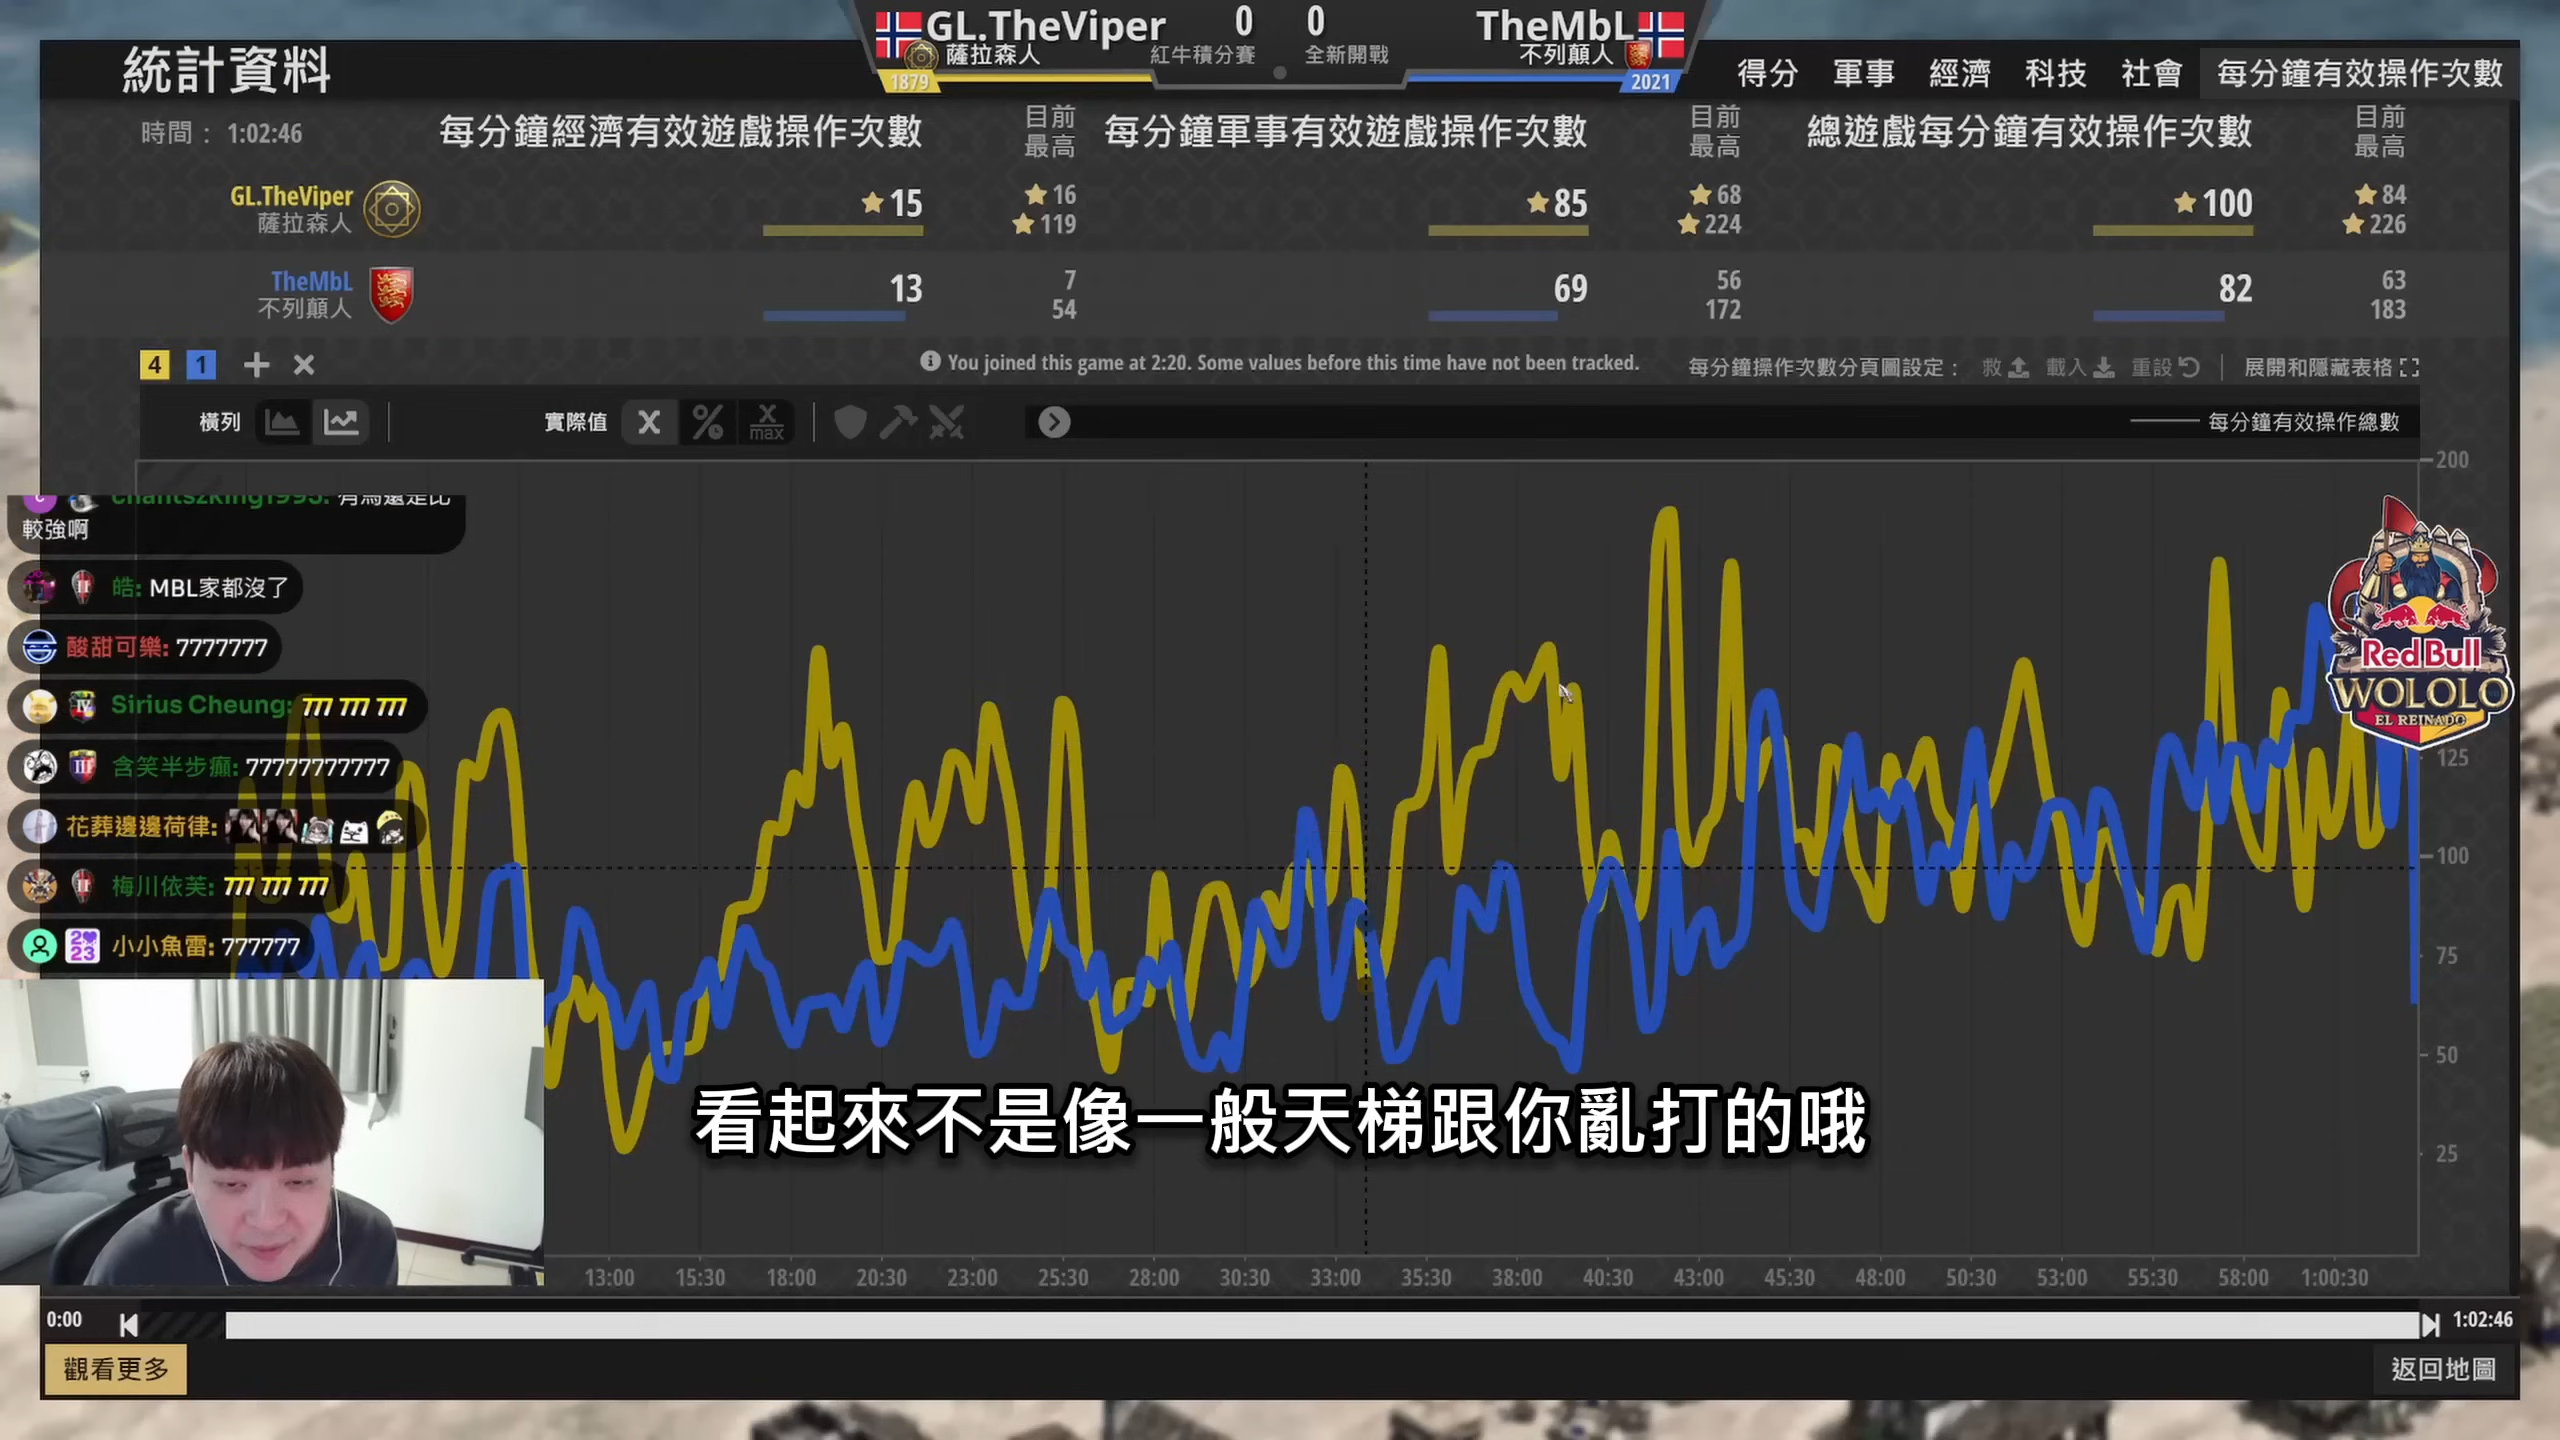 GL.TheViper 0 0 TheMbL
薩拉森人 紅牛積分賽 全新開戰 不列顛人
1879 2021
統計資料
得分 軍事 經濟 科技 社會 每分鐘有效操作次數
時間： 1:02:46
每分鐘經濟有效遊戲操作次數 目前 最高
每分鐘軍事有效遊戲操作次數 目前 最高
總遊戲每分鐘有效操作次數 目前 最高
GL.TheViper
薩拉森人
15 16 119
85 68 224
100 84 226
TheMbL
不列顛人
13 7 54
69 56 172
82 63 183
4 1
You joined this game at 2:20. Some values before this time have not been tracked.
每分鐘操作次數分頁圖設定： 救 載入 重設 展開和隱藏表格
橫列 實際值 X % X max
每分鐘有效操作總數
200
125
100
75
50
25
chantszking1995: 有馬還是比
較強啊
皓: MBL家都沒了
酸甜可樂: 7777777
Sirius Cheung: 777 777 777
含笑半步癲: 77777777777
花葬邊邊荷律:
梅川依芙: 777 777 777
小小魚雷: 777777
Red Bull
WOLOLO
EL REINADO
看起來不是像一般天梯跟你亂打的哦
13:00 15:30 18:00 20:30 23:00 25:30 28:00 30:30 33:00 35:30 38:00 40:30 43:00 45:30 48:00 50:30 53:00 55:30 58:00 1:00:30
0:00 1:02:46
觀看更多
返回地圖